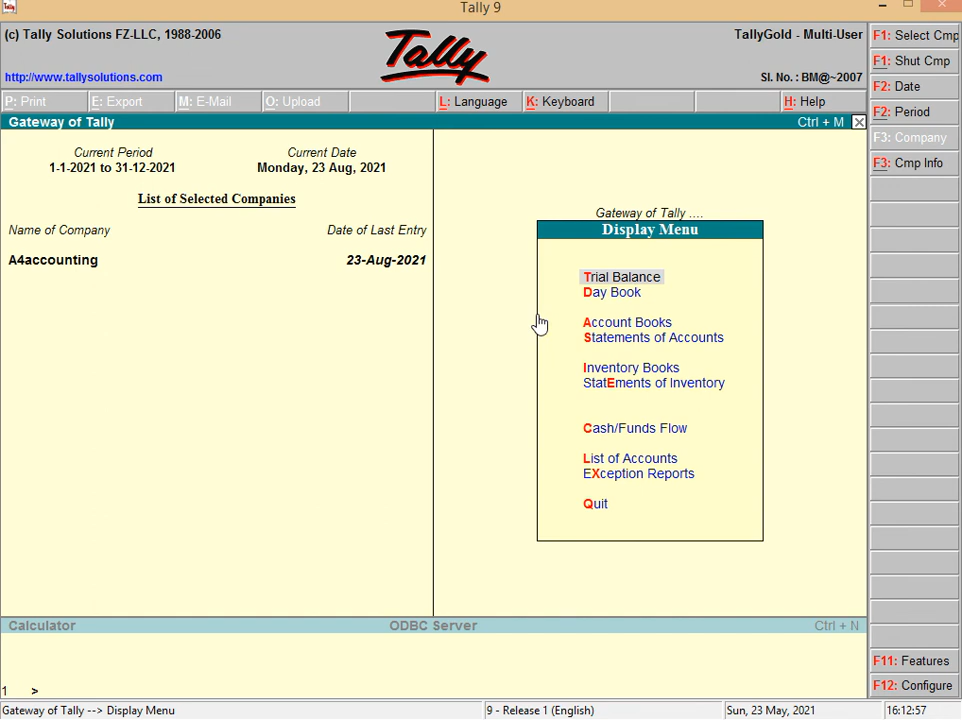 Tally 9
(c) Tally Solutions FZ-LLC, 1988-2006
http://www.tallysolutions.com
Tally
TallyGold - Multi-User
Sl. No. : BM@~2007
P: Print
E: Export
M: E-Mail
O: Upload
L: Language
K: Keyboard
H: Help
Gateway of Tally
Ctrl + M
Current Period
1-1-2021 to 31-12-2021
Current Date
Monday, 23 Aug, 2021
List of Selected Companies
Name of Company
Date of Last Entry
A4accounting
23-Aug-2021
Gateway of Tally ....
Display Menu
Trial Balance
Day Book
Account Books
Statements of Accounts
Inventory Books
StatEments of Inventory
Cash/Funds Flow
List of Accounts
EXception Reports
Quit
F1: Select Cmp
F1: Shut Cmp
F2: Date
F2: Period
F3: Company
F3: Cmp Info
F11: Features
F12: Configure
Calculator
ODBC Server
Ctrl + N
1 >
Gateway of Tally --> Display Menu
9 - Release 1 (English)
Sun, 23 May, 2021
16:12:57